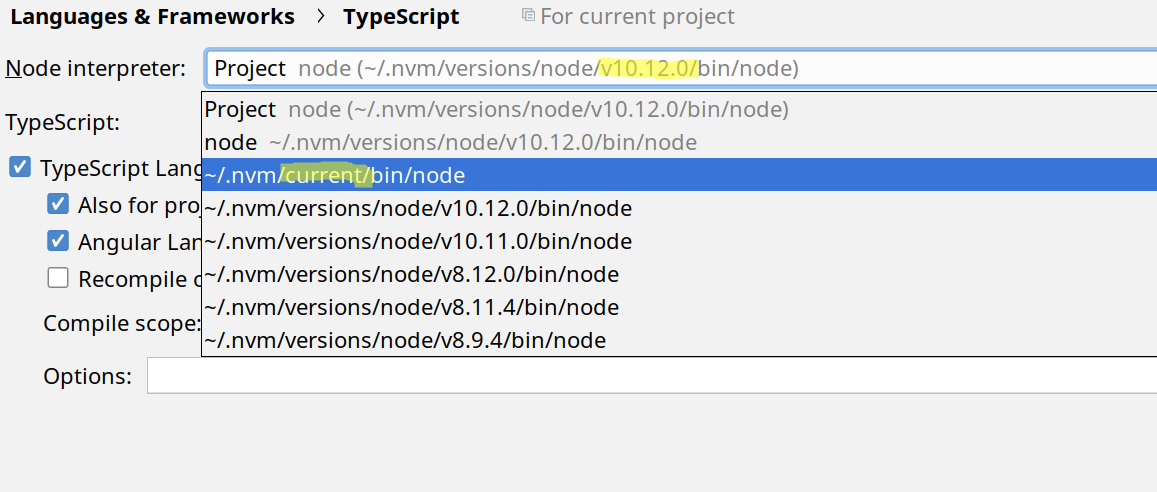 Languages & Frameworks > TypeScript For current project
Node interpreter: Project node (~/.nvm/versions/node/v10.12.0/bin/node)
Project node (~/.nvm/versions/node/v10.12.0/bin/node)
TypeScript:
node ~/.nvm/versions/node/v10.12.0/bin/node
TypeScript Lang
~/.nvm/current/bin/node
Also for proj
~/.nvm/versions/node/v10.12.0/bin/node
Angular Lan
~/.nvm/versions/node/v10.11.0/bin/node
Recompile
~/.nvm/versions/node/v8.12.0/bin/node
~/.nvm/versions/node/v8.11.4/bin/node
Compile scope:
~/.nvm/versions/node/v8.9.4/bin/node
Options: